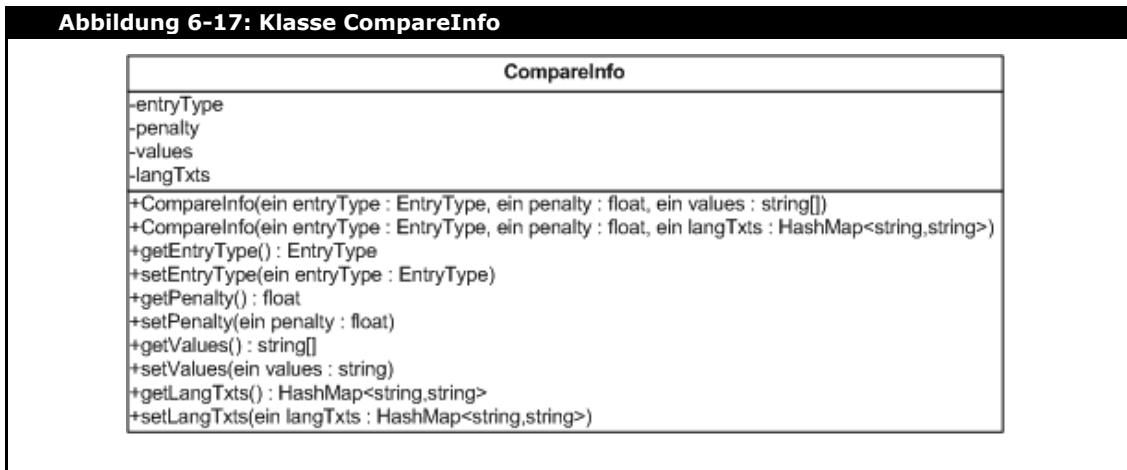 Abbildung 6-17: Klasse CompareInfo
CompareInfo
-entryType
-penalty
-values
-langTxts
+CompareInfo(ein entryType : EntryType, ein penalty : float, ein values : string[])
+CompareInfo(ein entryType : EntryType, ein penalty : float, ein langTxts : HashMap<string,string>)
+getEntryType() : EntryType
+setEntryType(ein entryType : EntryType)
+getPenalty() : float
+setPenalty(ein penalty : float)
+getValues() : string[]
+setValues(ein values : string)
+getLangTxts() : HashMap<string,string>
+setLangTxts(ein langTxts : HashMap<string,string>)